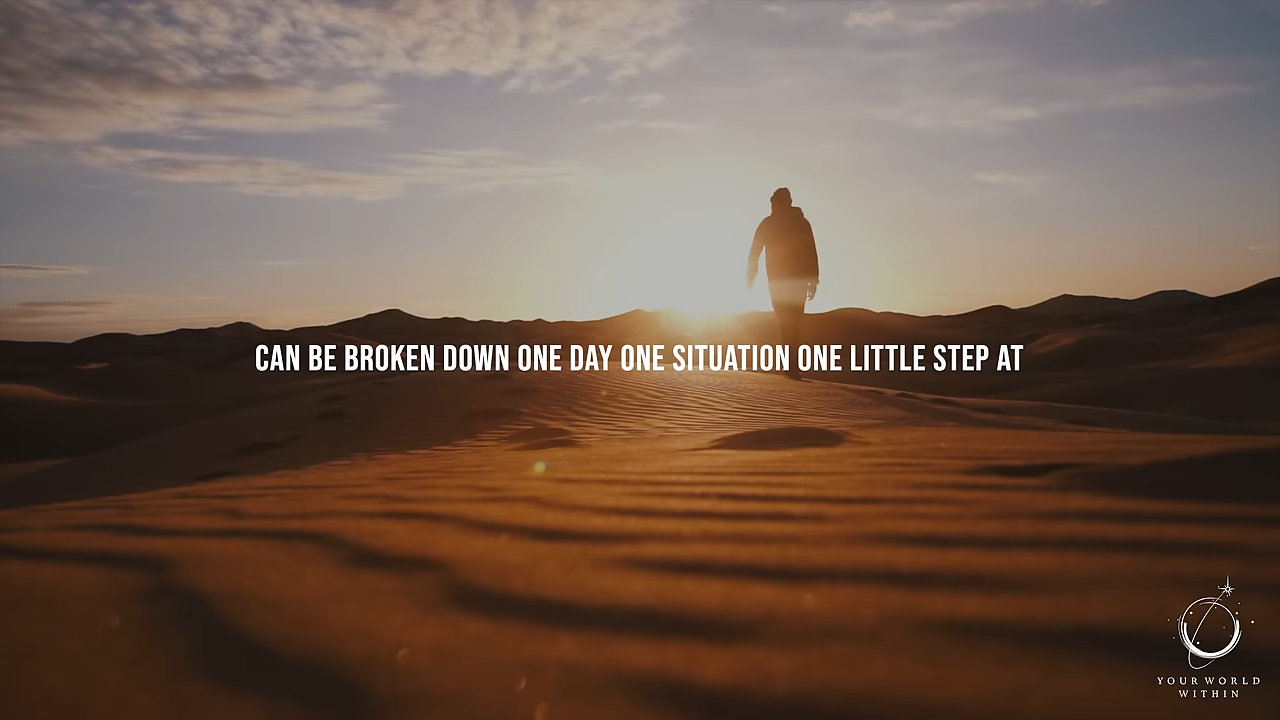 CAN BE BROKEN DOWN ONE DAY ONE SITUATION ONE LITTLE STEP AT
YOUR WORLD
WITHIN